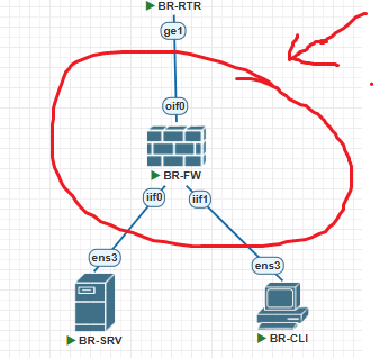 BR-RTR
ge1
oif0
BR-FW
iif0 iif1
ens3 ens3
BR-SRV BR-CLI